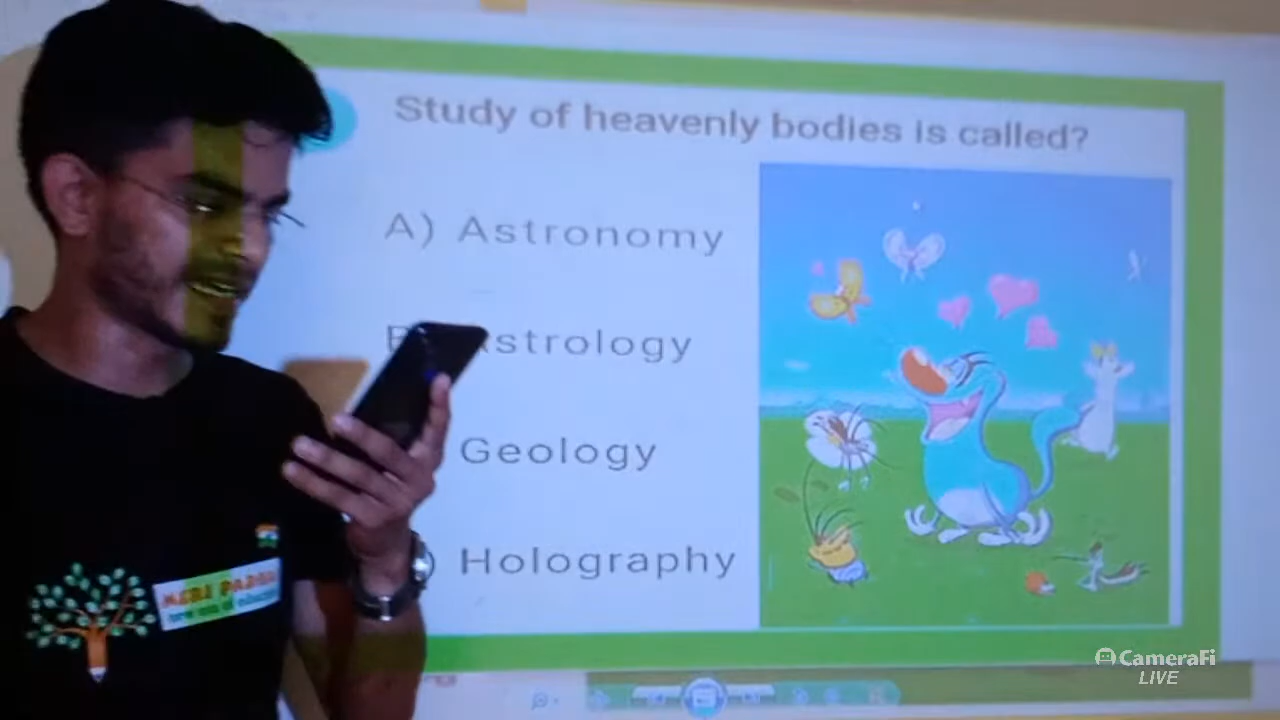 Study of heavenly bodies is called?
A) Astronomy
strology
Geology
) Holography
CameraFi
LIVE